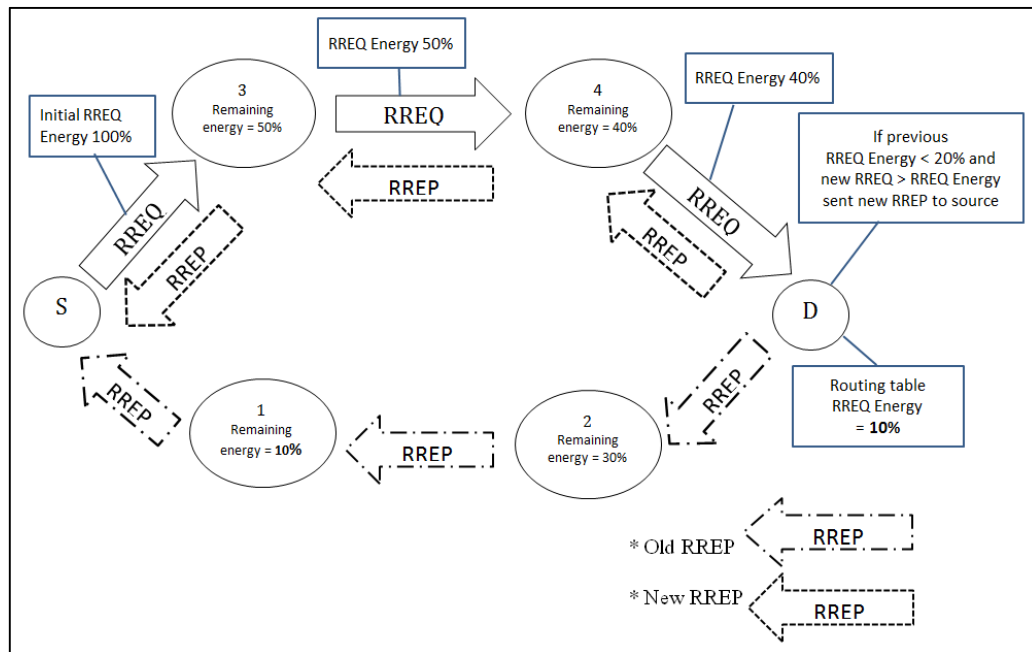 RREQ Energy 50%
3
Remaining
energy = 50%
4
Remaining
energy = 40%
RREQ Energy 40%
Initial RREQ
Energy 100%
RREQ
If previous
RREQ Energy < 20% and
new RREQ > RREQ Energy
sent new RREP to source
RREP
RREQ
RREP
RREQ
RREP
S
D
RREP
1
Remaining
energy = 10%
RREP
2
Remaining
energy = 30%
RREP
Routing table
RREQ Energy
= 10%
* Old RREP
RREP
* New RREP
RREP